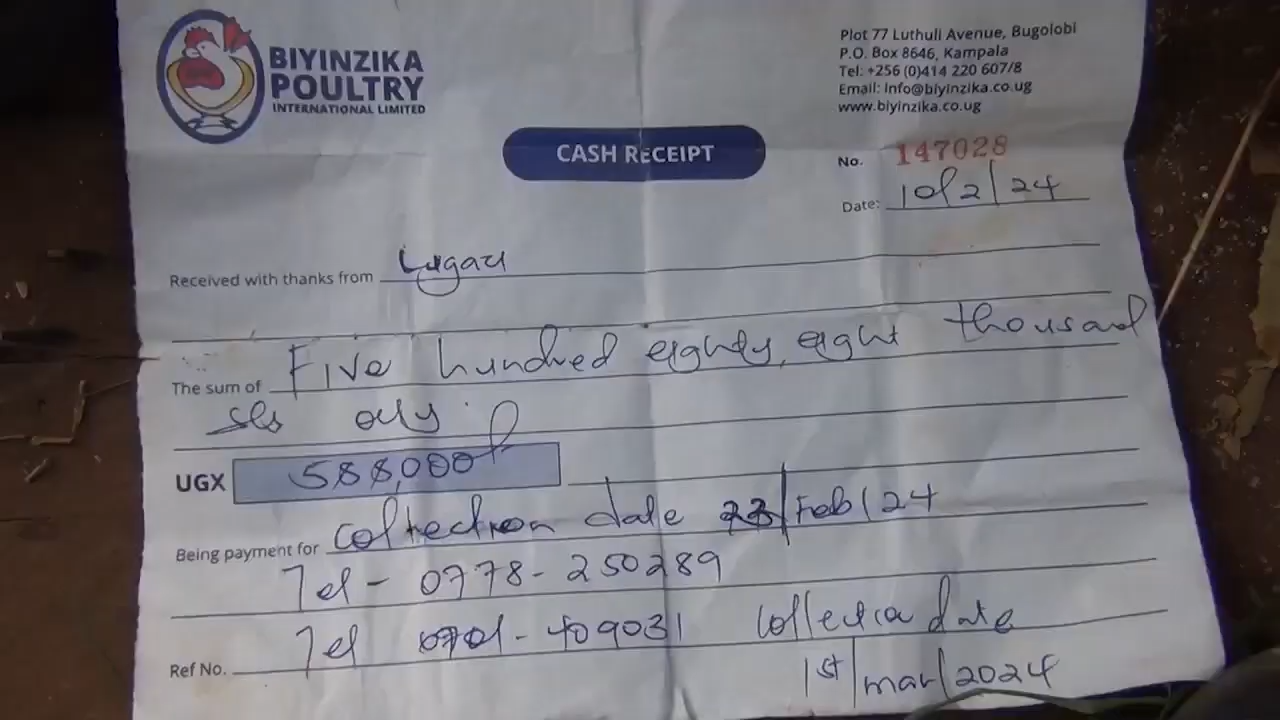 BIYINZIKA
POULTRY
INTERNATIONAL LIMITED
Plot 77 Luthuli Avenue, Bugolobi
P.O. Box 8646, Kampala
Tel: +256 (0)414 220 607/8
Email: Info@biyinzika.co.ug
www.biyinzika.co.ug
CASH RECEIPT
No. 147028
Date: 10/2/24
Received with thanks from
The sum of Five hundred eighty, eight thousand
UGX 588,000
Being payment for collection date 23/Feb/24
Tel - 0778-250289
Tel 0701-409031 collection date
Ref No.
1st/mar/2024